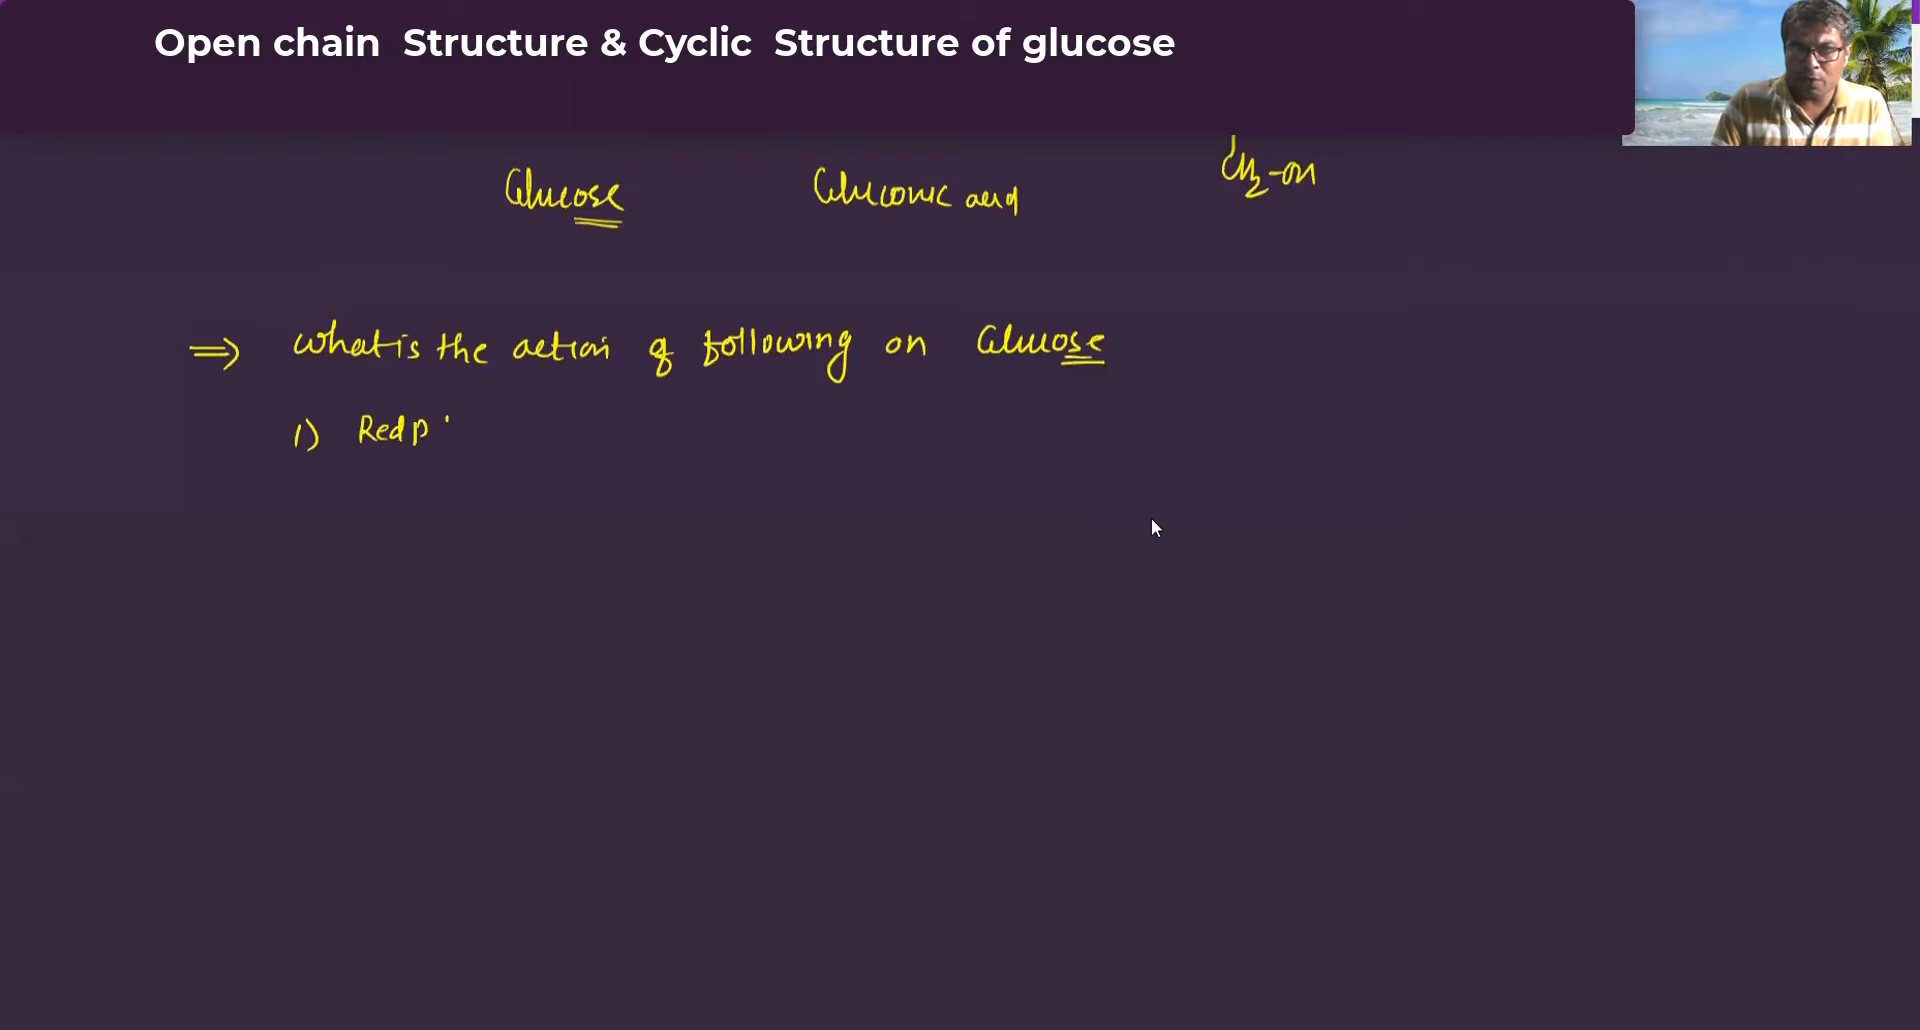 Open chain Structure & Cyclic Structure of glucose
CH2-OH
Glucose Gluconic acid
⇒ What is the action of following on Glucose
1) Red P